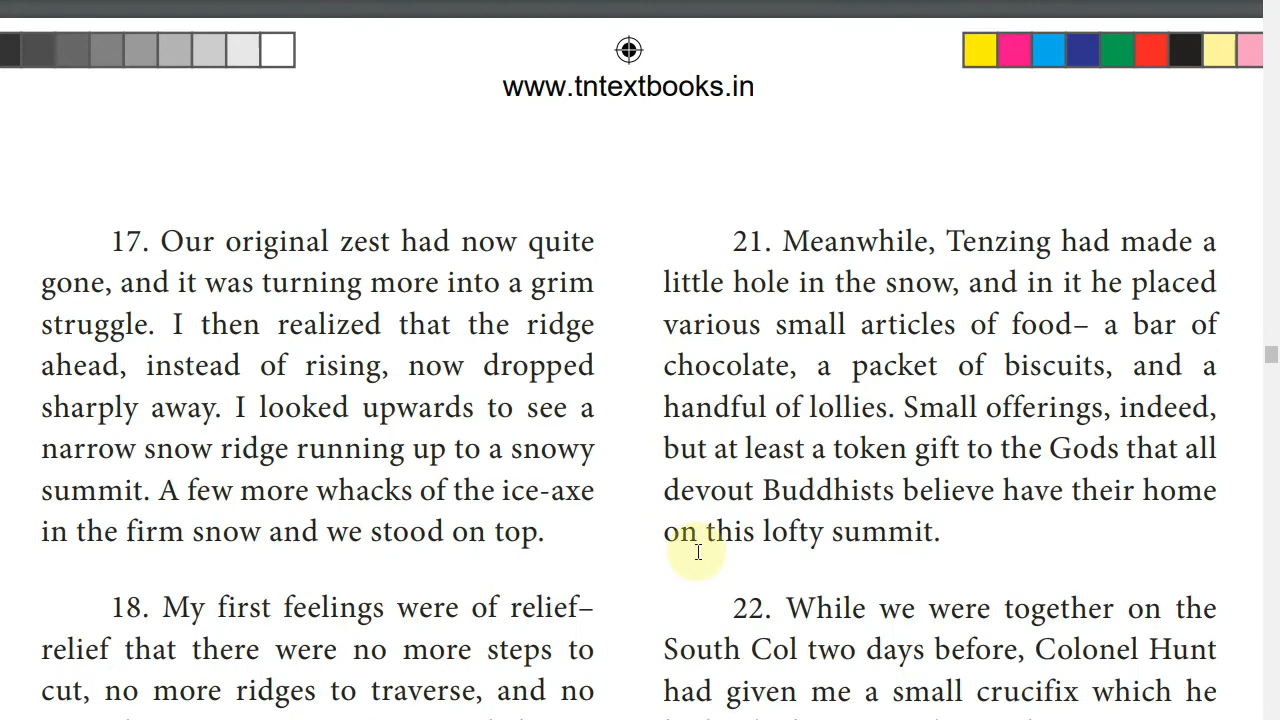 www.tntextbooks.in
17. Our original zest had now quite
gone, and it was turning more into a grim
struggle. I then realized that the ridge
ahead, instead of rising, now dropped
sharply away. I looked upwards to see a
narrow snow ridge running up to a snowy
summit. A few more whacks of the ice-axe
in the firm snow and we stood on top.
18. My first feelings were of relief–
relief that there were no more steps to
cut, no more ridges to traverse, and no
21. Meanwhile, Tenzing had made a
little hole in the snow, and in it he placed
various small articles of food– a bar of
chocolate, a packet of biscuits, and a
handful of lollies. Small offerings, indeed,
but at least a token gift to the Gods that all
devout Buddhists believe have their home
on this lofty summit.
22. While we were together on the
South Col two days before, Colonel Hunt
had given me a small crucifix which he